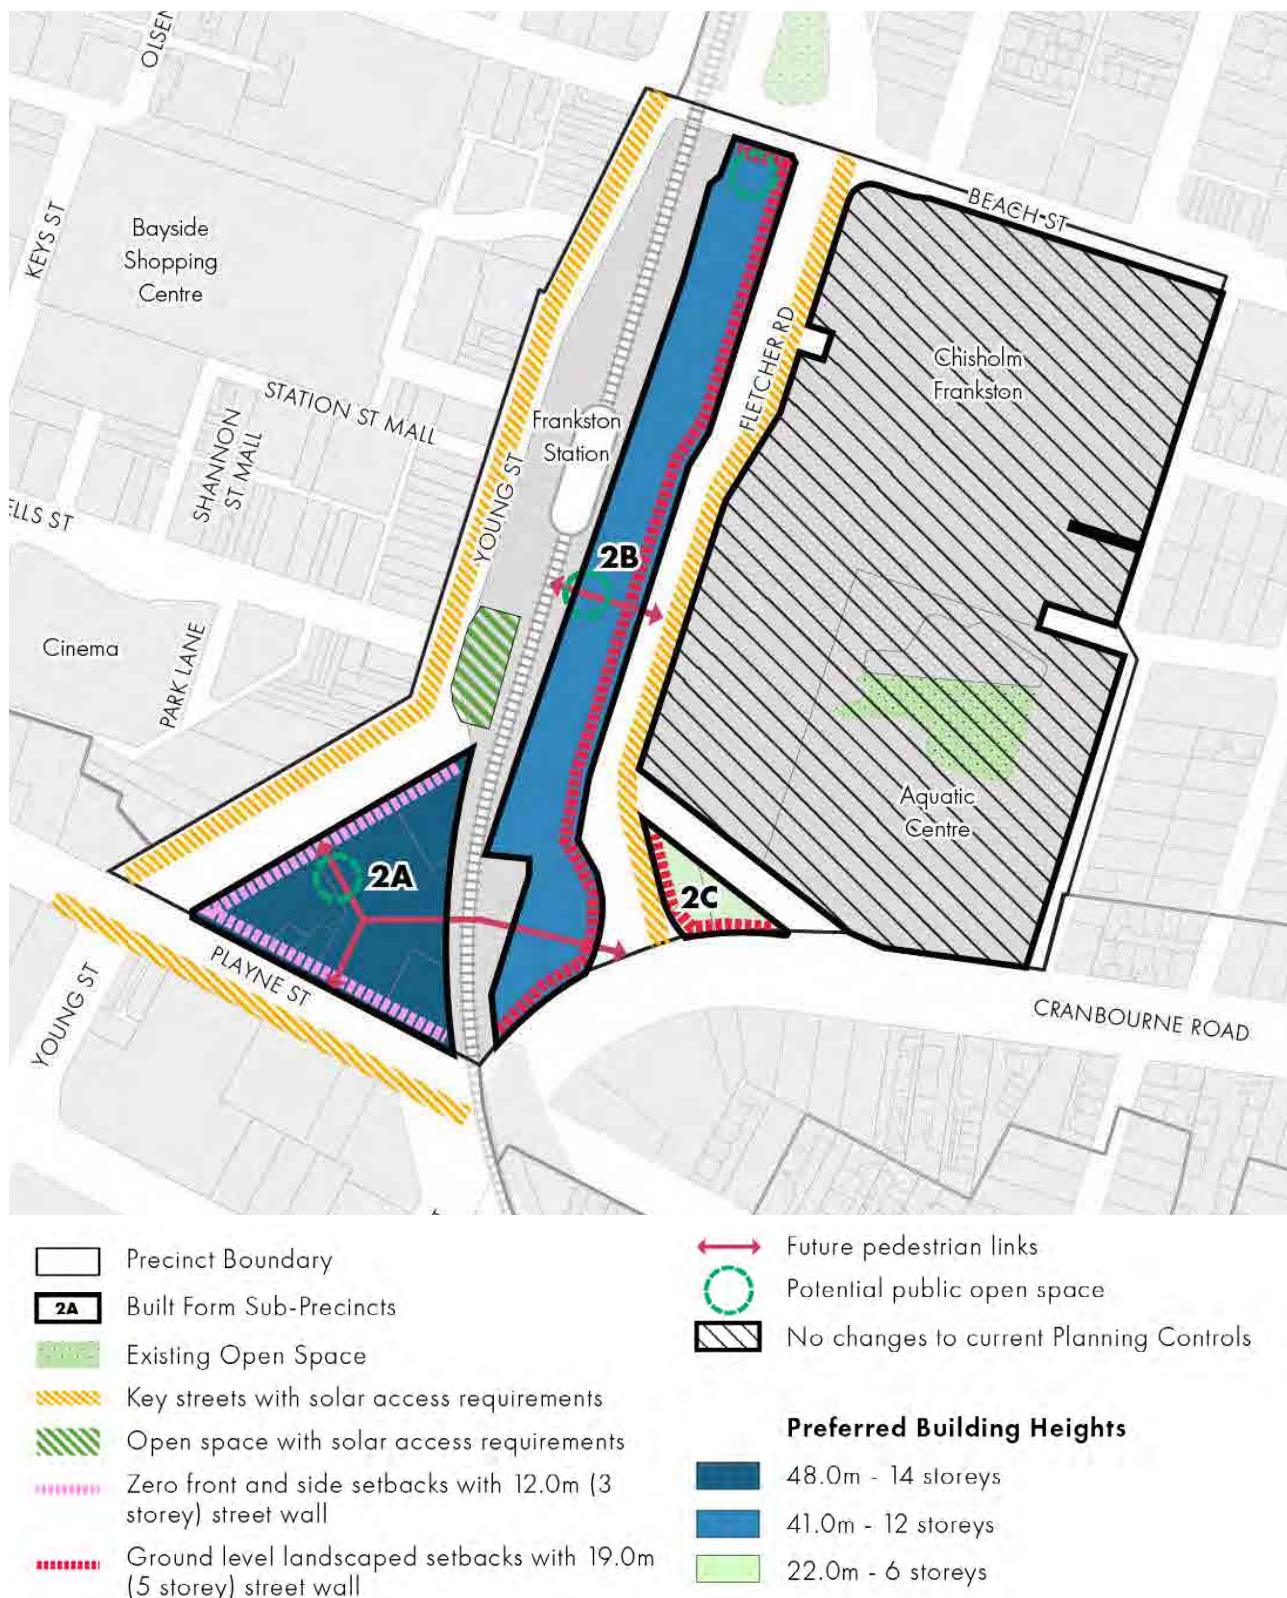 OLSEN
KEYS ST
Bayside
Shopping
Centre
BEACH ST
Chisholm
Frankston
FLETCHER RD
STATION ST MALL
SHANNON
ST MALL
Frankston
Station
YOUNG ST
ELLS ST
2B
Cinema
PARK LANE
Aquatic
Centre
2A
2C
PLAYNE ST
YOUNG ST
CRANBOURNE ROAD
Precinct Boundary
2A
Built Form Sub-Precincts
Existing Open Space
Key streets with solar access requirements
Open space with solar access requirements
Zero front and side setbacks with 12.0m (3
storey) street wall
Ground level landscaped setbacks with 19.0m
(5 storey) street wall
Future pedestrian links
Potential public open space
No changes to current Planning Controls
Preferred Building Heights
48.0m - 14 storeys
41.0m - 12 storeys
22.0m - 6 storeys